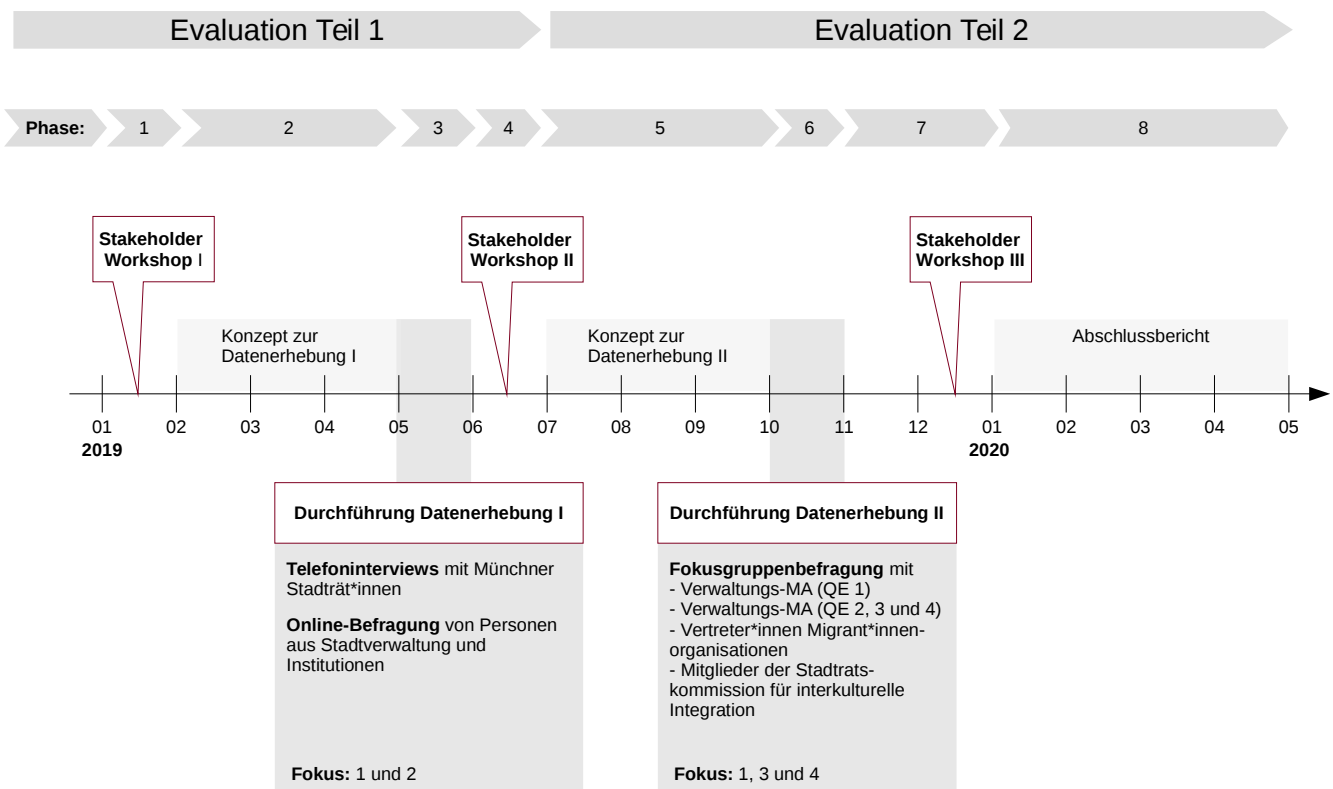 Evaluation Teil 1
Evaluation Teil 2
Phase: 1 2 3 4 5 6 7 8
Stakeholder
Workshop I
Stakeholder
Workshop II
Stakeholder
Workshop III
Konzept zur
Datenerhebung I
Konzept zur
Datenerhebung II
Abschlussbericht
01 02 03 04 05 06 07 08 09 10 11 12 01 02 03 04 05
2019 2020
Durchführung Datenerhebung I
Telefoninterviews mit Münchner
Stadträt*innen
Online-Befragung von Personen
aus Stadtverwaltung und
Institutionen
Fokus: 1 und 2
Durchführung Datenerhebung II
Fokusgruppenbefragung mit
- Verwaltungs-MA (QE 1)
- Verwaltungs-MA (QE 2, 3 und 4)
- Vertreter*innen Migrant*innen-
organisationen
- Mitglieder der Stadtrats-
kommission für interkulturelle
Integration
Fokus: 1, 3 und 4